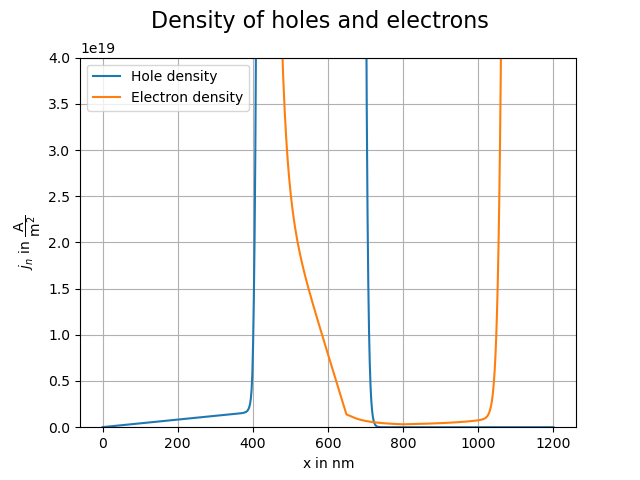 Density of holes and electrons
1e19
Hole density
Electron density
4.0
3.5
3.0
2.5
2.0
1.5
1.0
0.5
0.0
jₙ in A/m²
0 200 400 600 800 1000 1200
x in nm